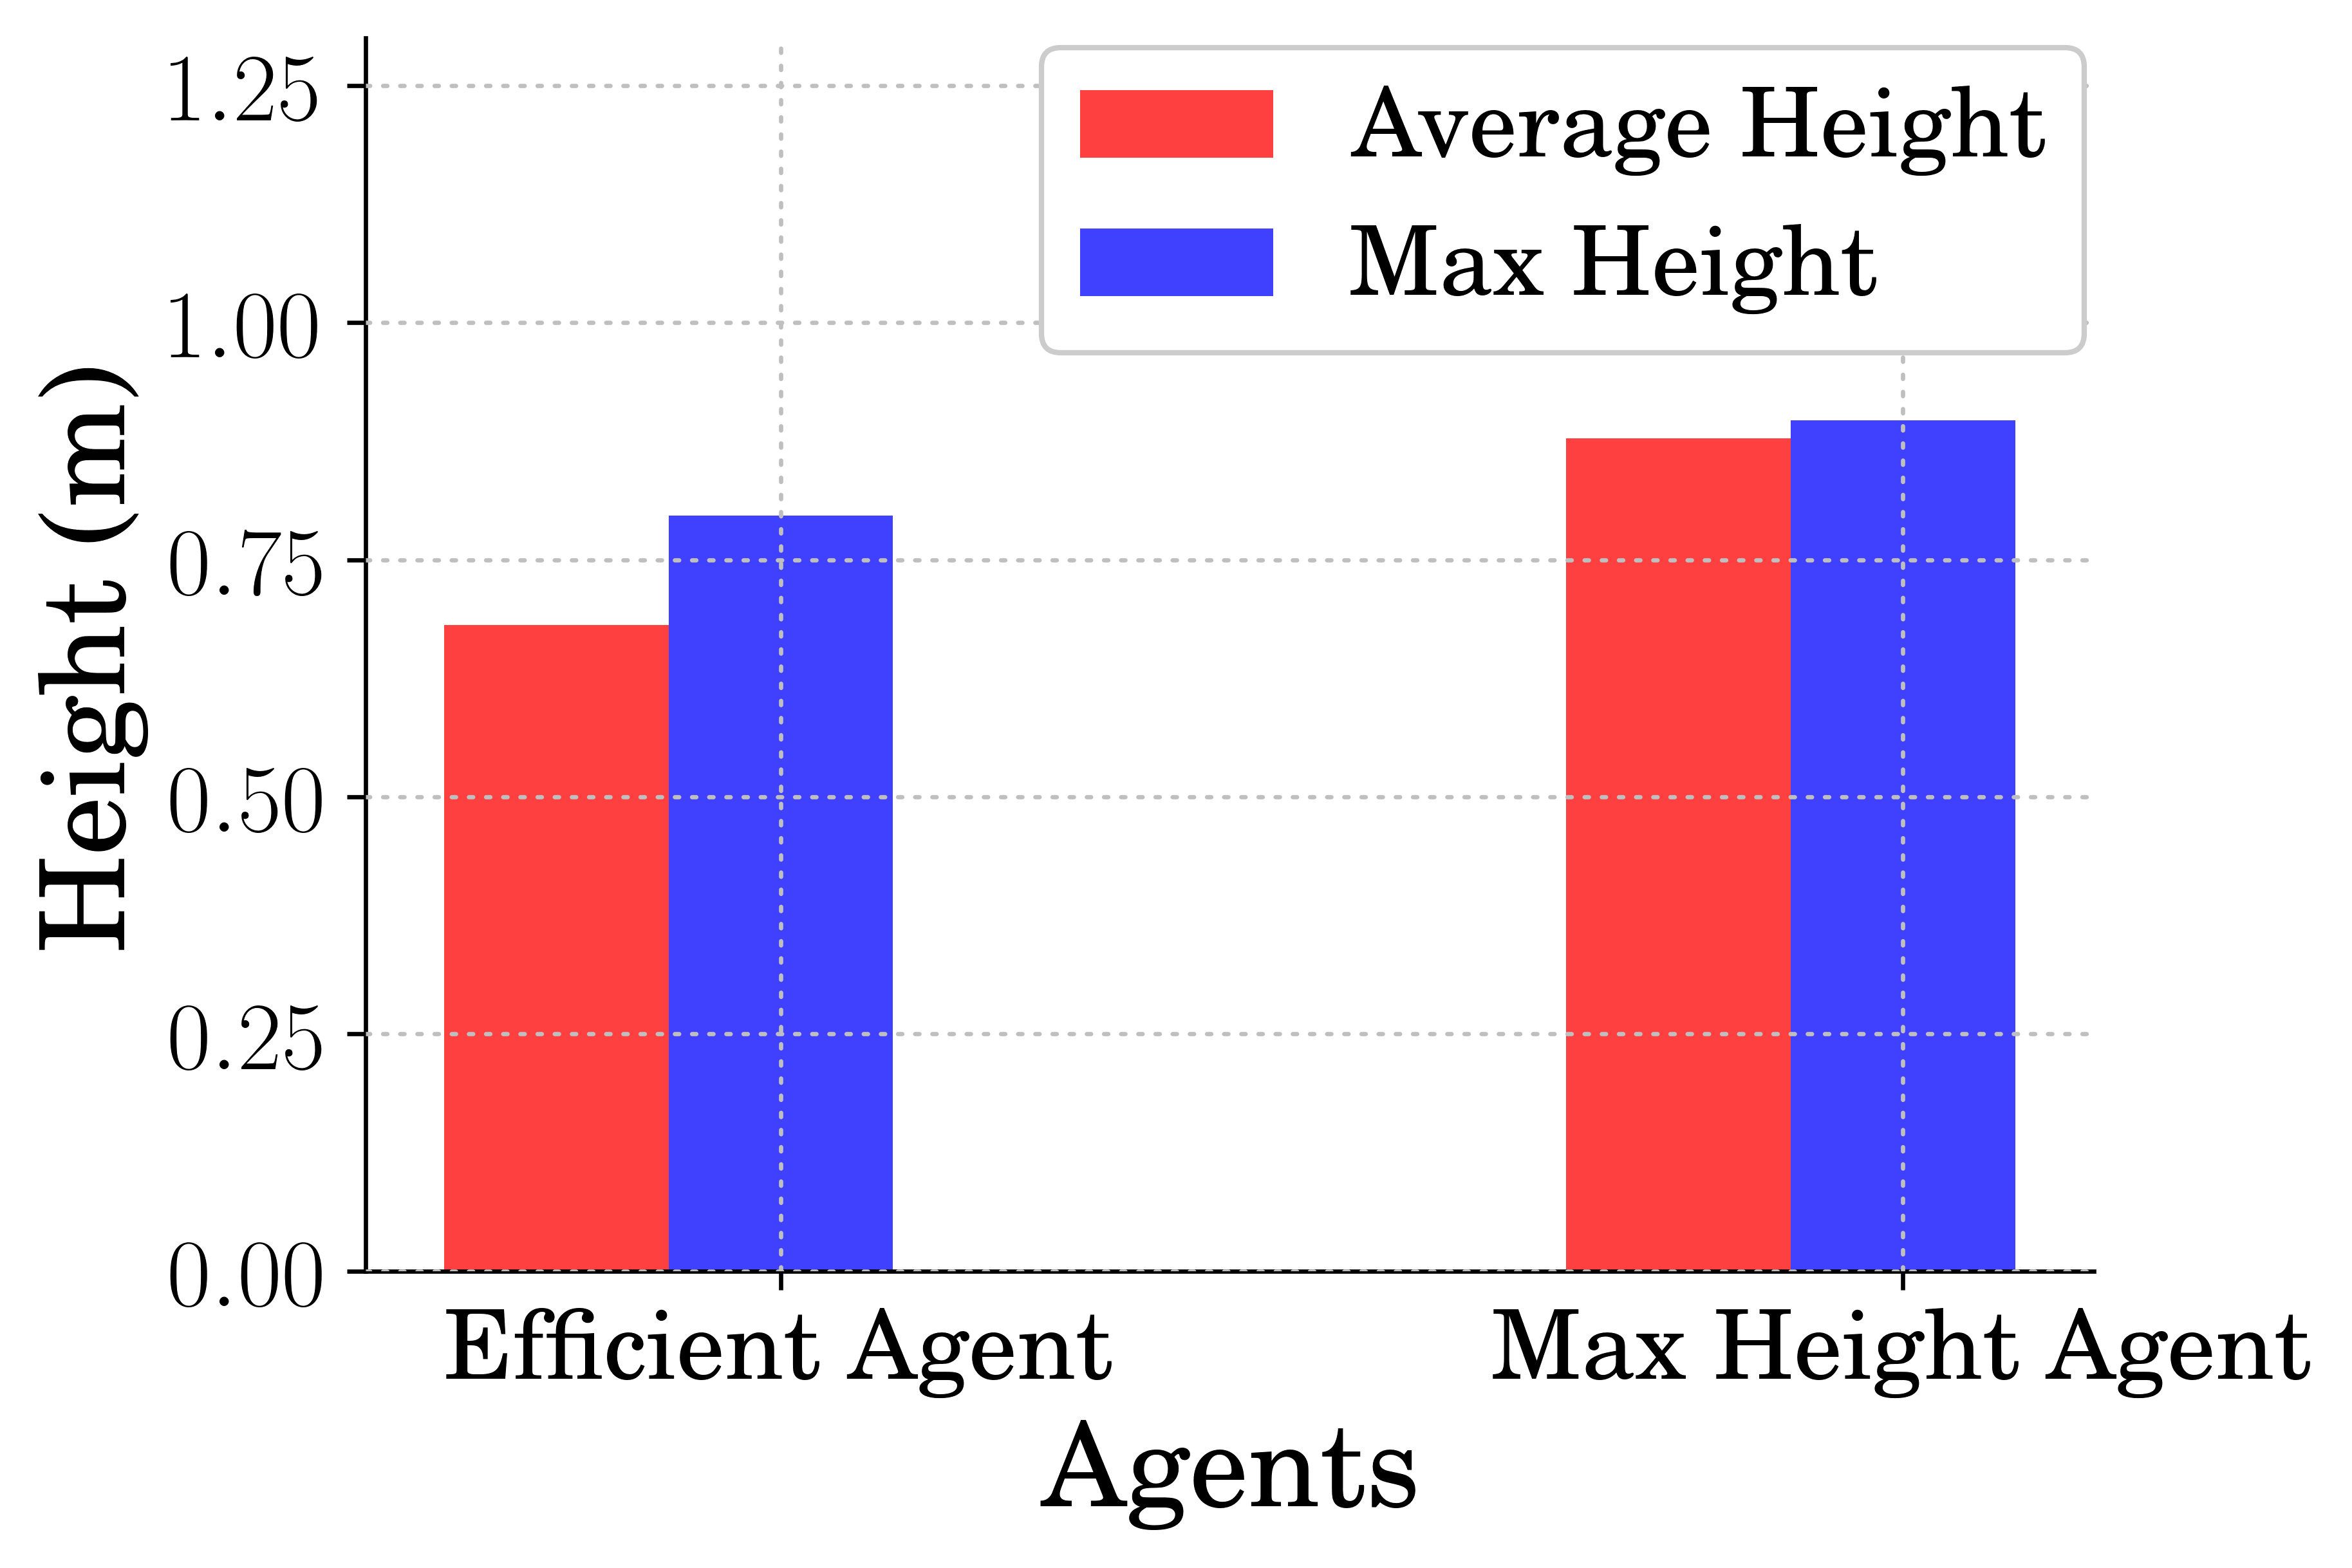 1.25
1.00
0.75
0.50
0.25
0.00
Height (m)
Average Height
Max Height
Efficient Agent
Max Height Agent
Agents